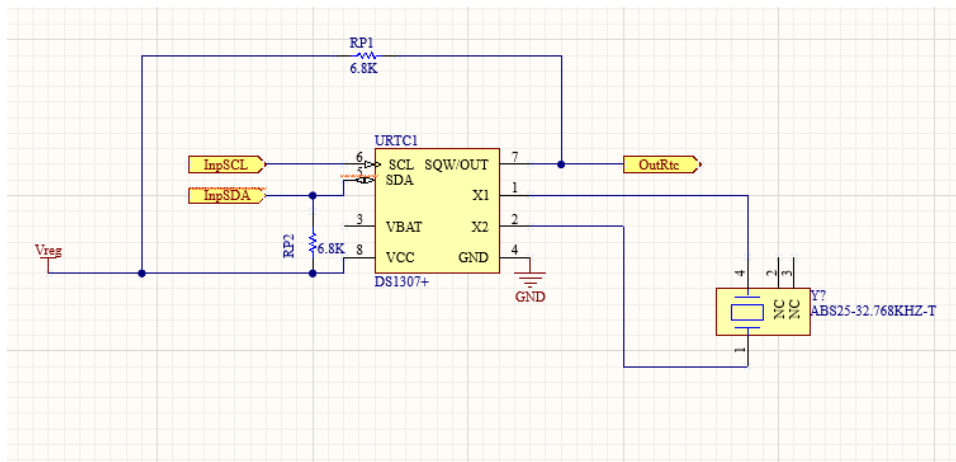 RP1
6.8K
URTC1
InpSCL
6
SCL
SQW/OUT
7
OutRtc
5
SDA
InpSDA
X1
1
3
VBAT
X2
2
RP2
6.8K
Vreg
8
VCC
GND
4
DS1307+
GND
4
2
3
NC
NC
Y?
ABS25-32.768KHZ-T
1